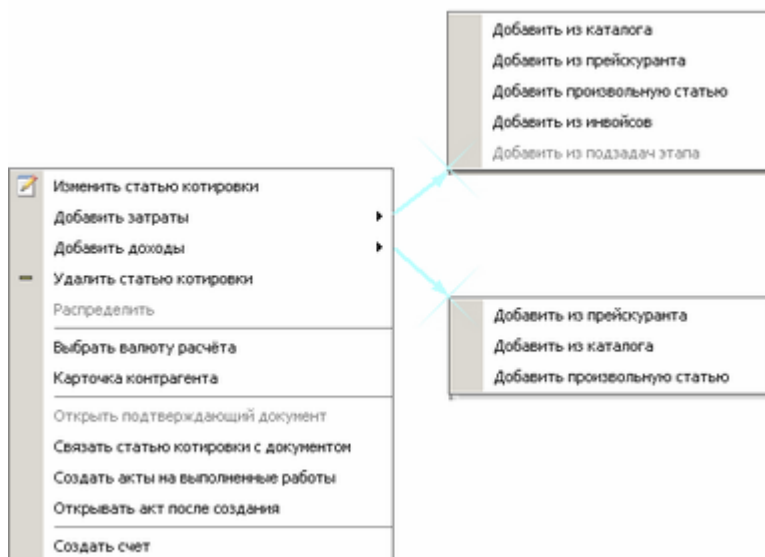 Добавить из каталога
Добавить из прейскуранта
Добавить произвольную статью
Добавить из инвойсов
Добавить из подзадач этапа
Изменить статью котировки
Добавить затраты
Добавить доходы
Удалить статью котировки
Распределить
Выбрать валюту расчёта
Карточка контрагента
Открыть подтверждающий документ
Связать статью котировки с документом
Создать акты на выполненные работы
Открывать акт после создания
Создать счет
Добавить из прейскуранта
Добавить из каталога
Добавить произвольную статью